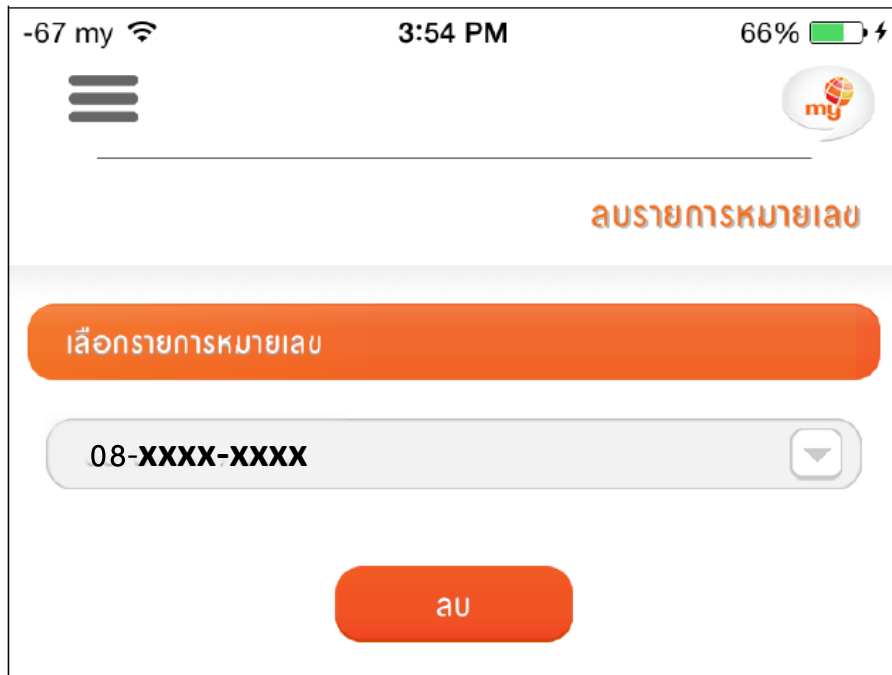 -67 my 3:54 PM 66%
my
ลบรายการหมายเลข
เลือกรายการหมายเลข
08-XXXX-XXXX
ลบ